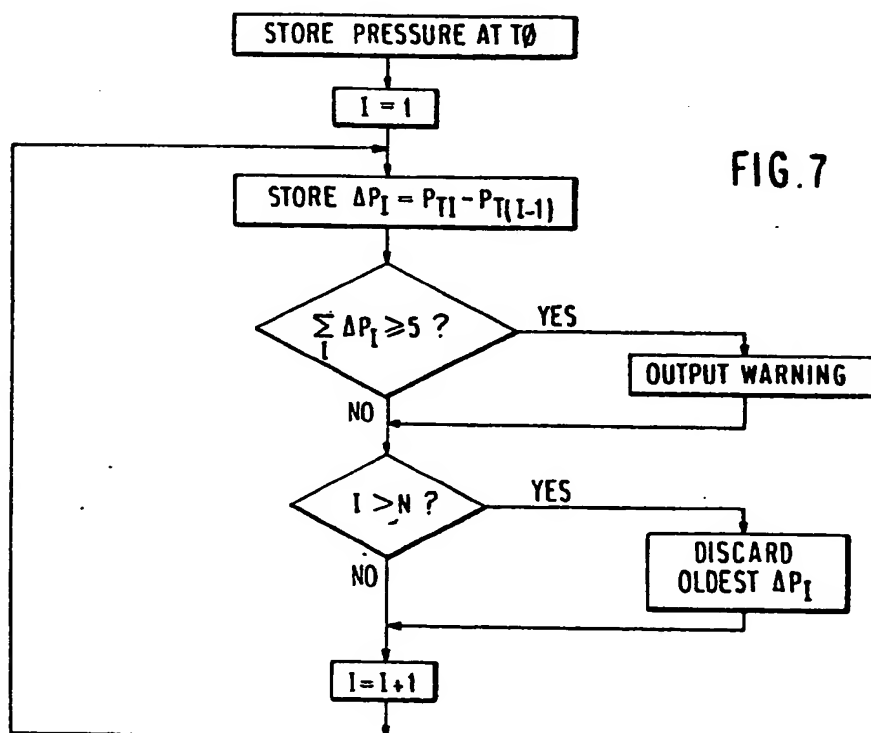 STORE PRESSURE AT TØ
I = 1
FIG.7
STORE ΔP_I = P_TI - P_T(I-1)
∑_I ΔP_I ⩾ 5 ?
YES
OUTPUT WARNING
NO
I > N ?
YES
DISCARD
OLDEST ΔP_I
NO
I = I+1